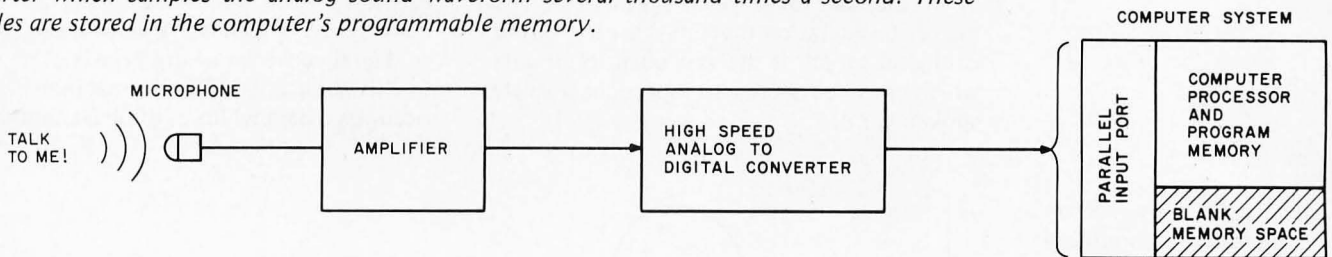 rter which samples the analog sound waveform several thousand times a second. These
les are stored in the computer's programmable memory.
COMPUTER SYSTEM
MICROPHONE
TALK
TO ME!
AMPLIFIER
HIGH SPEED
ANALOG TO
DIGITAL CONVERTER
PARALLEL
INPUT PORT
COMPUTER
PROCESSOR
AND
PROGRAM
MEMORY
BLANK
MEMORY SPACE